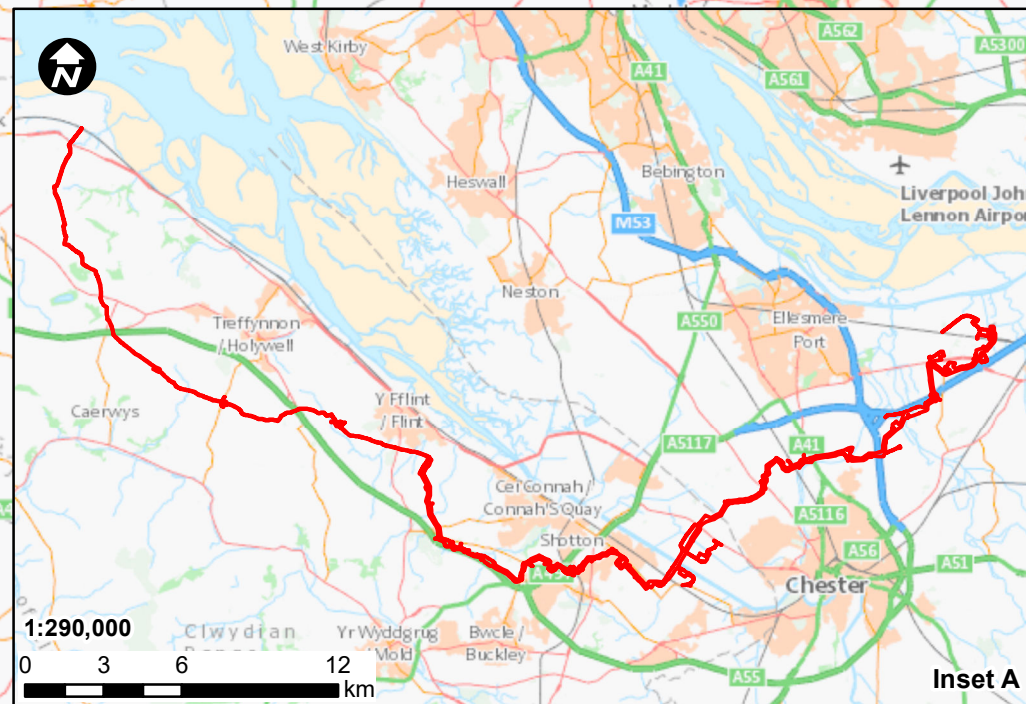 N
West Kirby
A562
A5300
A41
A561
Bebington
Heswall
Liverpool Joh
Lennon Airpor
M53
Neston
A550
Ellesmere
Port
Treffynnon
/ Holywell
Caerwys
Y Fflint
/ Flint
A5117
A41
Cei Connah /
Connah'S Quay
A5116
Shotton
A56
A51
Chester
1:290,000
Clwydian
Yr Wyddgrug
/ Mold
Bwcle /
Buckley
0 3 6 12
km
A55
Inset A